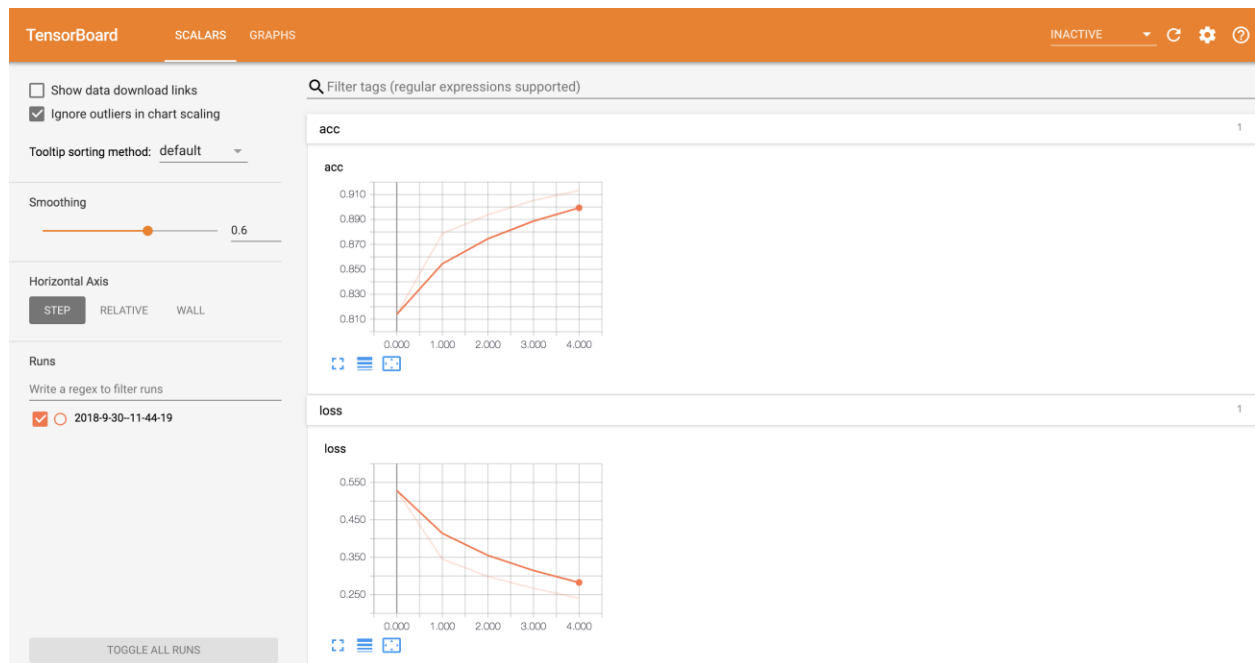 TensorBoard SCALARS GRAPHS INACTIVE
Show data download links
Ignore outliers in chart scaling
Tooltip sorting method: default
Smoothing
0.6
Horizontal Axis
STEP RELATIVE WALL
Runs
Write a regex to filter runs
2018-9-30--11-44-19
TOGGLE ALL RUNS
Filter tags (regular expressions supported)
acc 1
acc
0.910
0.890
0.870
0.850
0.830
0.810
0.000 1.000 2.000 3.000 4.000
loss 1
loss
0.550
0.450
0.350
0.250
0.000 1.000 2.000 3.000 4.000